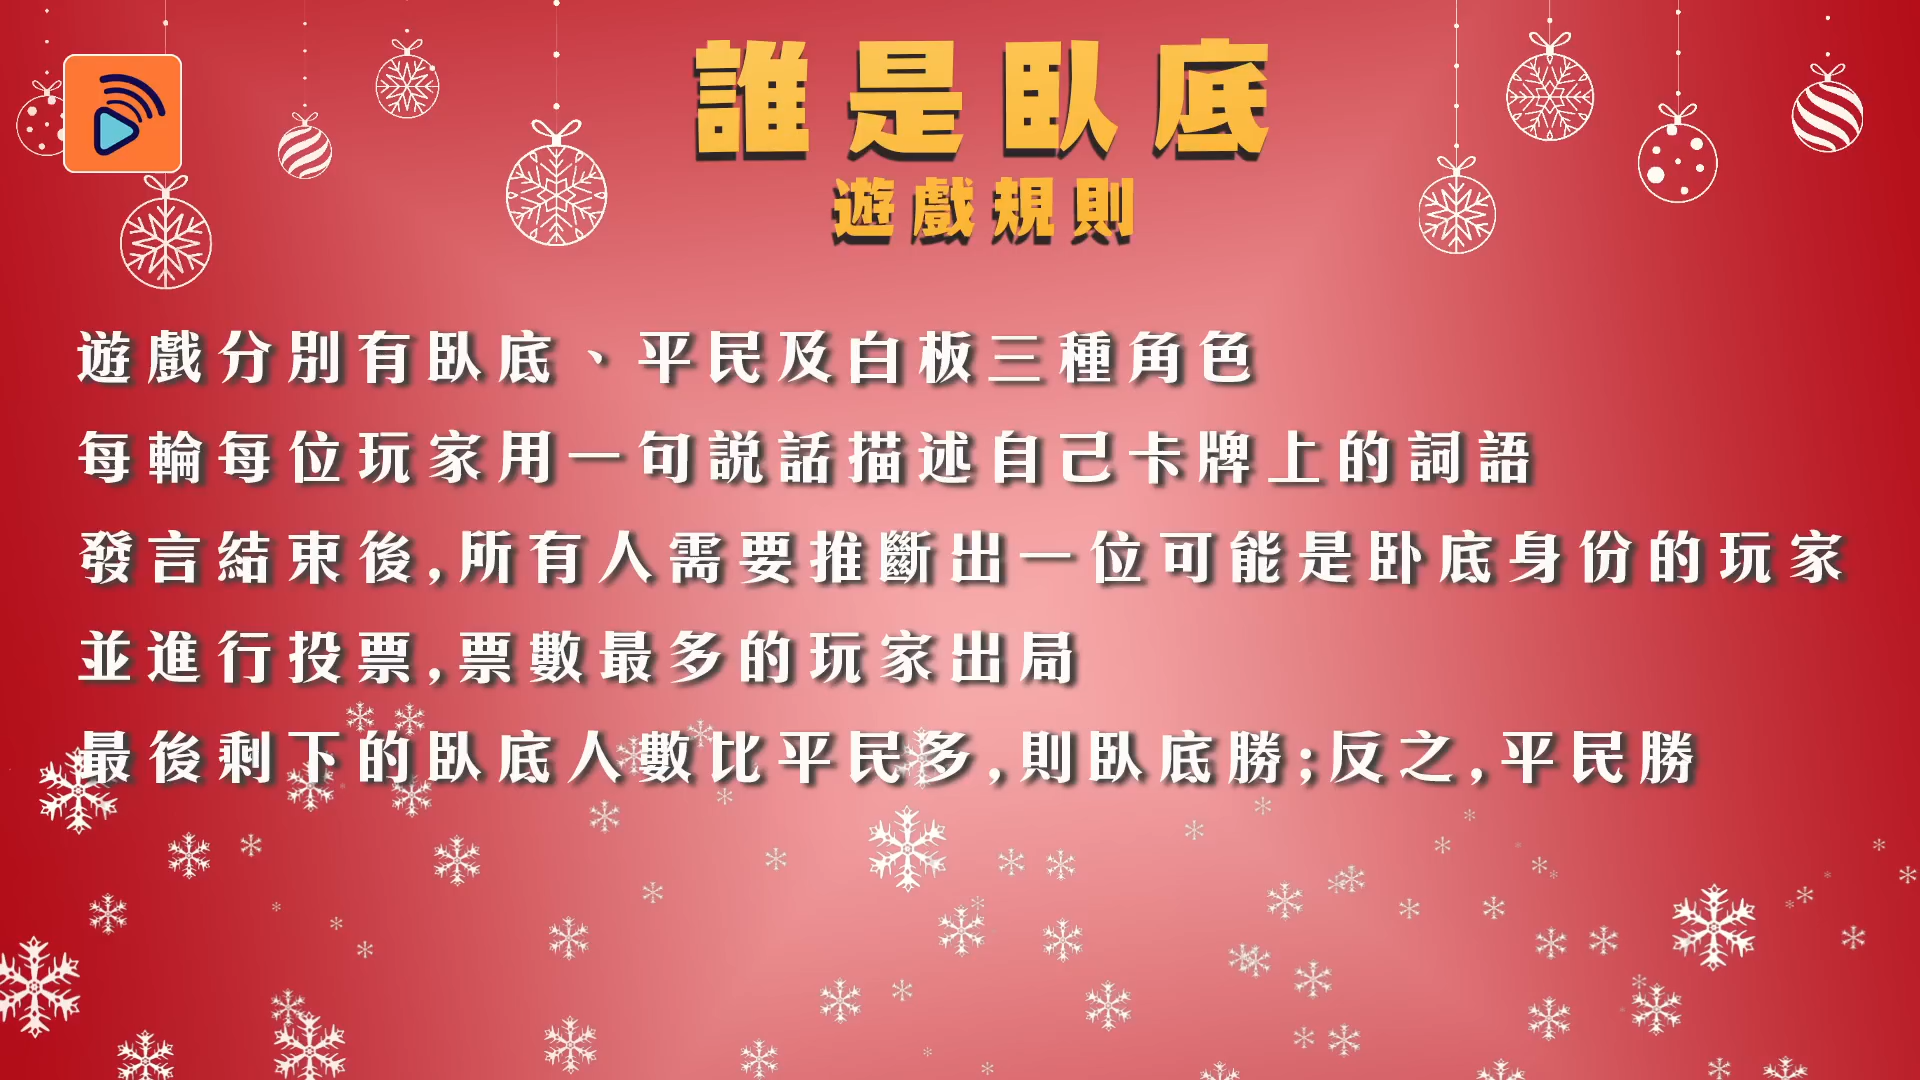 誰是臥底
遊戲規則
遊戲分別有臥底、平民及白板三種角色
每輪每位玩家用一句説話描述自己卡牌上的詞語
發言結束後,所有人需要推斷出一位可能是卧底身份的玩家
並進行投票,票數最多的玩家出局
最後剩下的臥底人數比平民多,則臥底勝;反之,平民勝